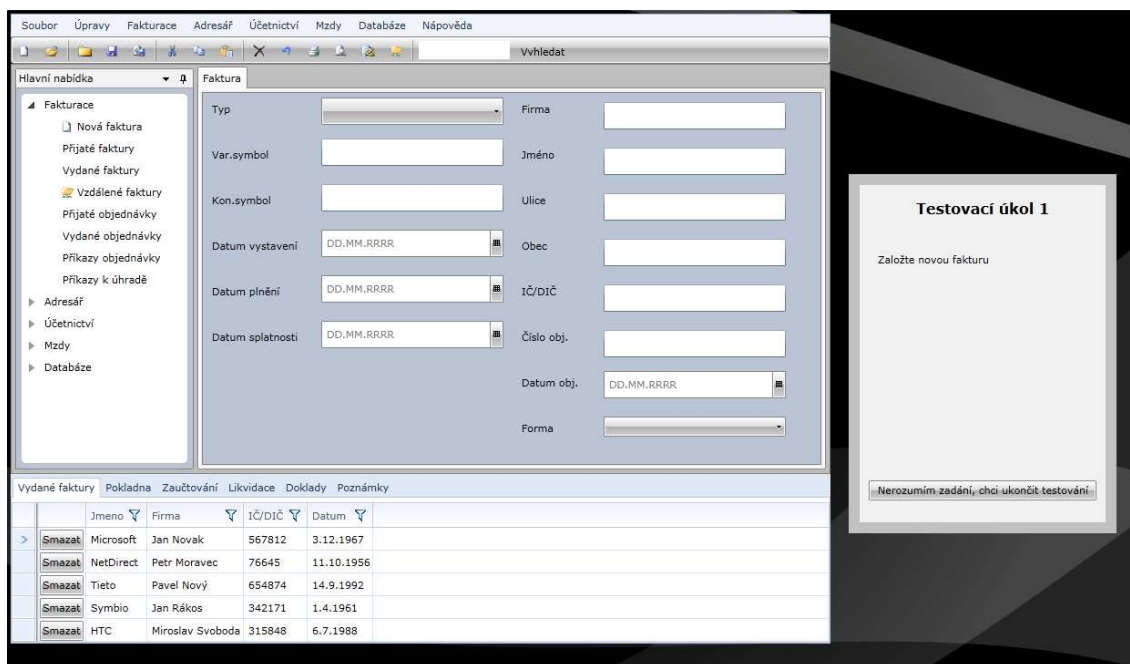 Soubor Úpravy Fakturace Adresář Účetnictví Mzdy Databáze Nápověda
Vvhledat
Hlavní nabídka
Faktura
Fakturace
Nová faktura
Přijaté faktury
Vydané faktury
Vzdálené faktury
Přijaté objednávky
Vydané objednávky
Příkazy objednávky
Příkazy k úhradě
Adresář
Účetnictví
Mzdy
Databáze
Typ
Var.symbol
Kon.symbol
Datum vystavení DD.MM.RRRR
Datum plnění DD.MM.RRRR
Datum splatnosti DD.MM.RRRR
Firma
Jméno
Ulice
Obec
IČ/DIČ
Číslo obj.
Datum obj. DD.MM.RRRR
Forma
Vydané faktury Pokladna Zaučtování Likvidace Doklady Poznámky
Jmeno Firma IČ/DIČ Datum
Smazat Microsoft Jan Novak 567812 3.12.1967
Smazat NetDirect Petr Moravec 76645 11.10.1956
Smazat Tieto Pavel Nový 654874 14.9.1992
Smazat Symbio Jan Rákos 342171 1.4.1961
Smazat HTC Miroslav Svoboda 315848 6.7.1988
Testovací úkol 1
Založte novou fakturu
Nerozumím zadání, chci ukončit testování